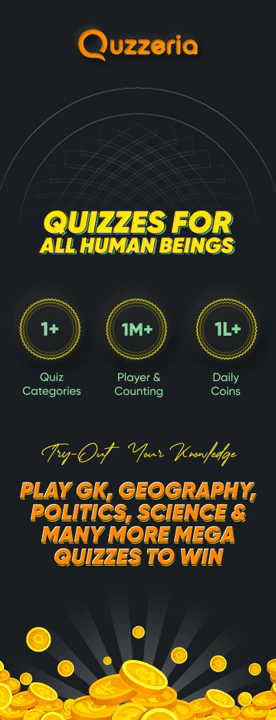 Quzzeria
QUIZZES FOR
ALL HUMAN BEINGS
1+
1M+
1L+
Quiz
Categories
Player &
Counting
Daily
Coins
Try-Out Your Knowledge
PLAY GK, GEOGRAPHY,
POLITICS, SCIENCE &
MANY MORE MEGA
QUIZZES TO WIN